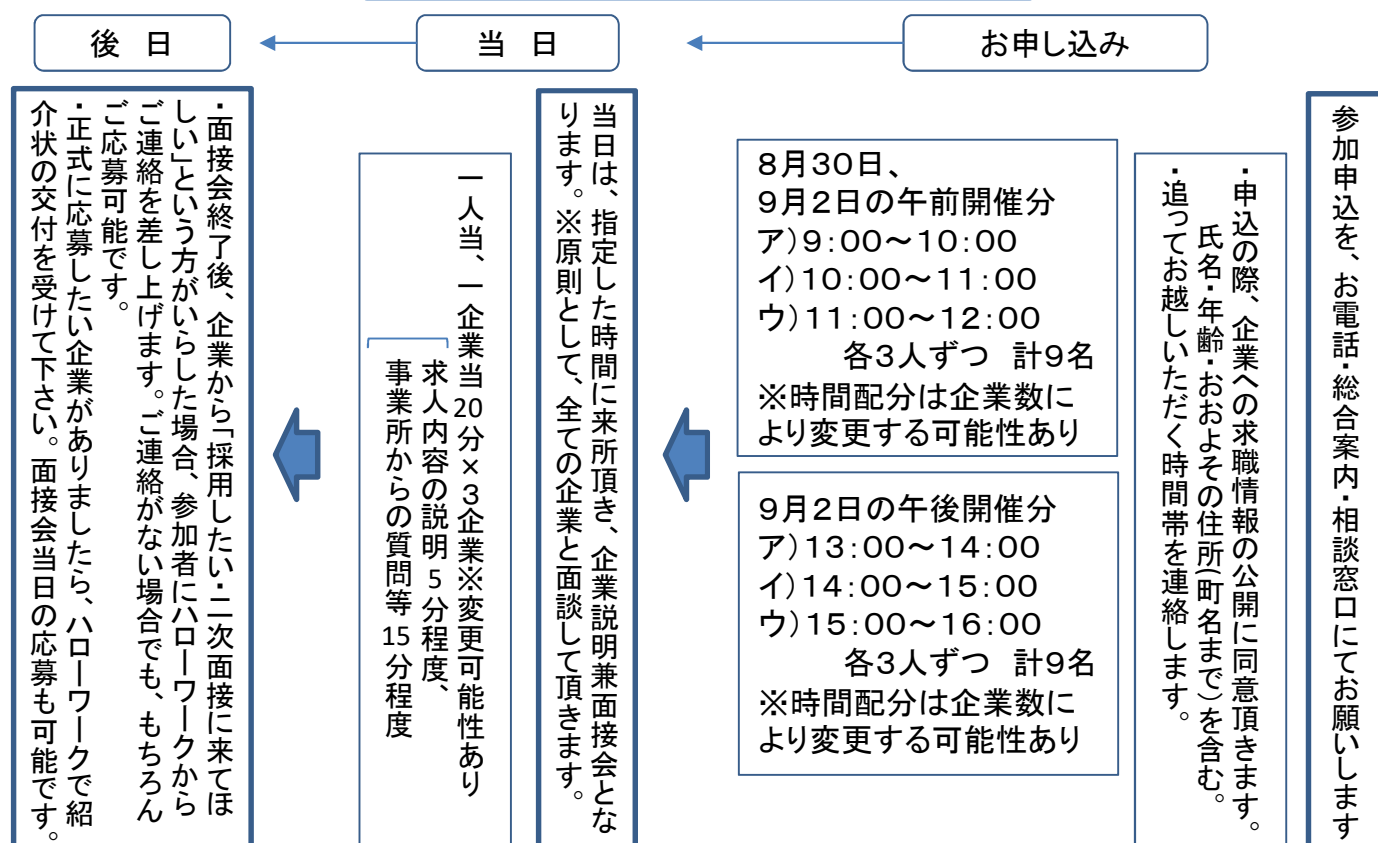 お申し込み
当　日
後　日
参加申込を、お電話・総合案内・相談窓口にてお願いします
・申込の際、企業への求職情報の公開に同意頂きます。
氏名・年齢・おおよその住所(町名まで)を含む。
・追ってお越しいただく時間帯を連絡します。
8月30日、
9月2日の午前開催分
ア)9:00～10:00
イ)10:00～11:00
ウ)11:00～12:00
各3人ずつ　計9名
※時間配分は企業数に
より変更する可能性あり
9月2日の午後開催分
ア)13:00～14:00
イ)14:00～15:00
ウ)15:00～16:00
各3人ずつ　計9名
※時間配分は企業数に
より変更する可能性あり
当日は、指定した時間に来所頂き、企業説明兼面接会とな
ります。※原則として、全ての企業と面談して頂きます。
一人当、一企業当20分×3企業※変更可能性あり
求人内容の説明5分程度、
事業所からの質問等15分程度
・面接会終了後、企業から「採用したい・二次面接に来てほ
しい」という方がいらした場合、参加者にハローワークから
ご連絡を差し上げます。ご連絡がない場合でも、もちろん
ご応募可能です。
・正式に応募したい企業がありましたら、ハローワークで紹
介状の交付を受けて下さい。面接会当日の応募も可能です。